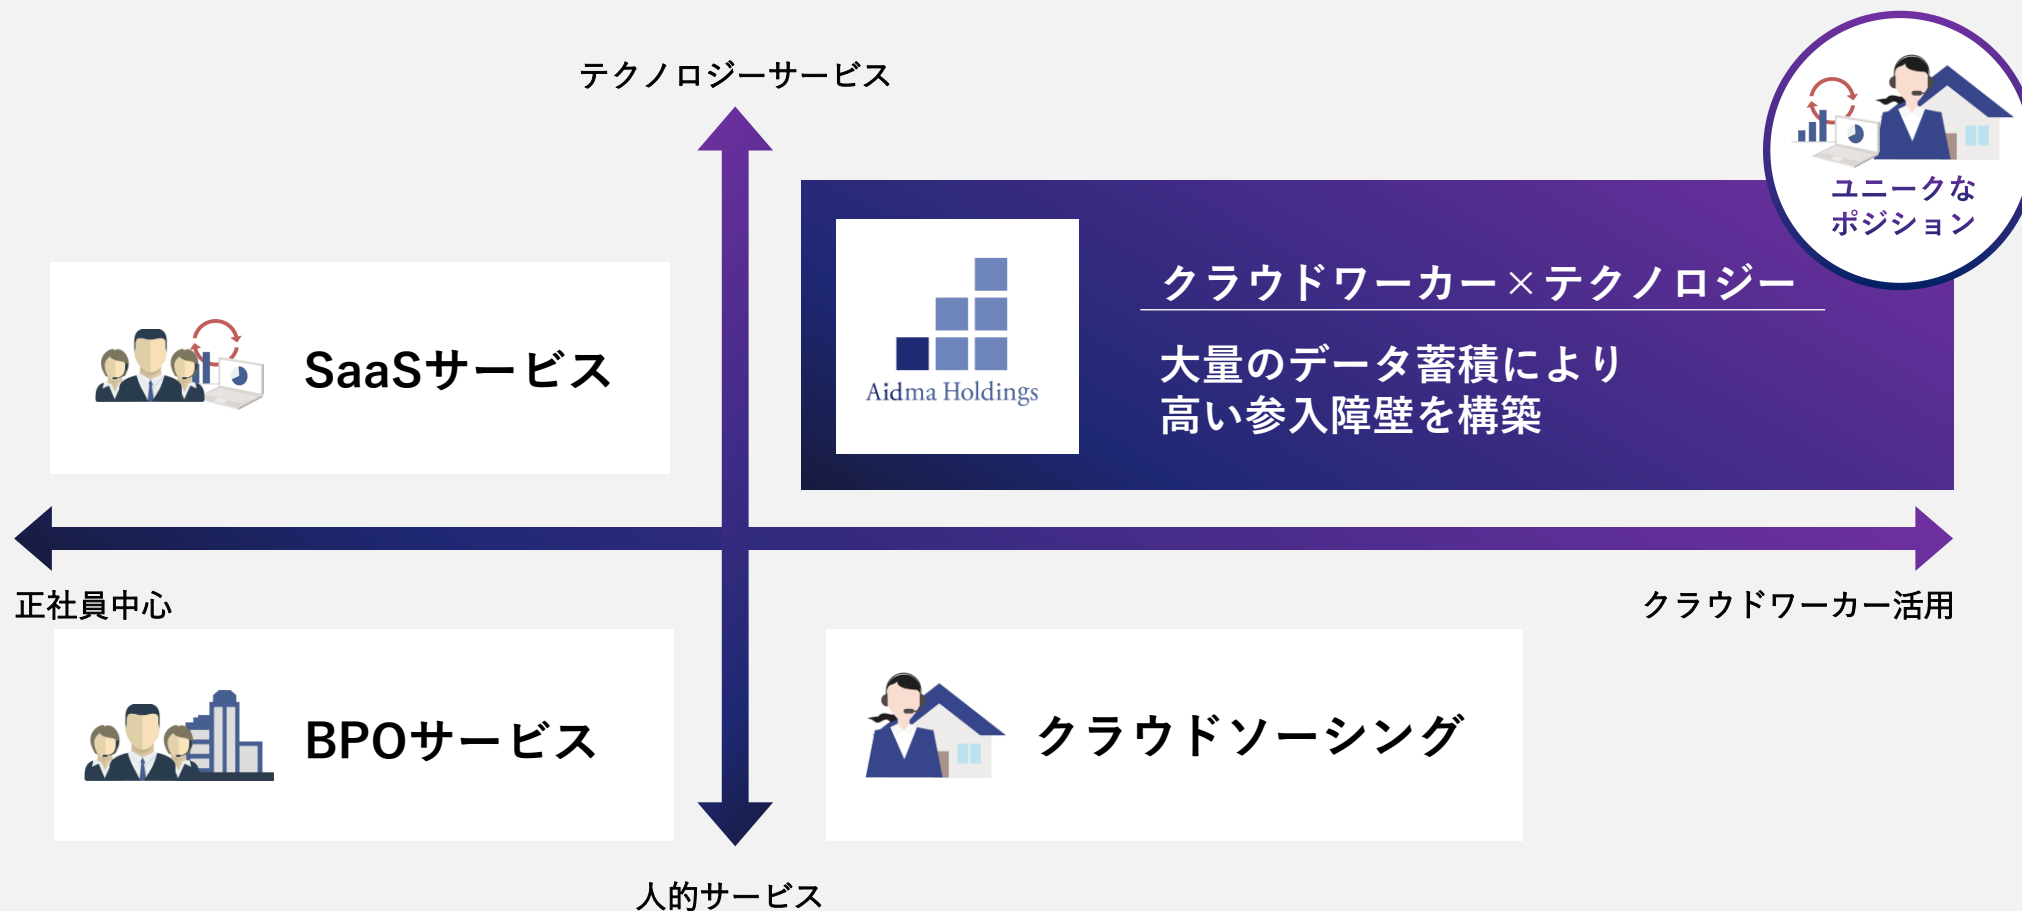 テクノロジーサービス
ユニークな
ポジション
クラウドワーカー×テクノロジー
大量のデータ蓄積により
高い参入障壁を構築
Aidma Holdings
SaaSサービス
正社員中心
クラウドワーカー活用
BPOサービス
クラウドソーシング
人的サービス